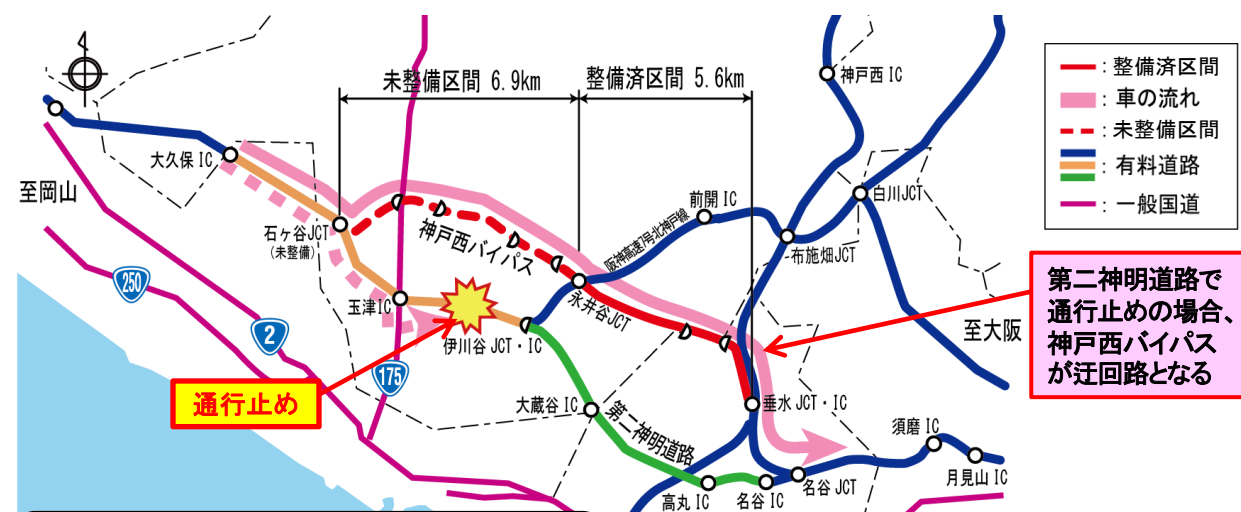 未整備区間 6.9km
整備済区間 5.6km
神戸西 IC
：整備済区間
：車の流れ
：未整備区間
：有料道路
：一般国道
大久保 IC
至岡山
石ヶ谷JCT
(未整備)
神戸西バイパス
阪神高速7号北神戸線
前開 IC
白川JCT
布施畑JCT
永井谷JCT
玉津IC
伊川谷 JCT・IC
250
2
175
通行止め
第二神明道路で
通行止めの場合、
神戸西バイパス
が迂回路となる
至大阪
大蔵谷 IC
第二神明道路
垂水 JCT・IC
須磨 IC
月見山 IC
高丸 IC
名谷 IC
名谷 JCT